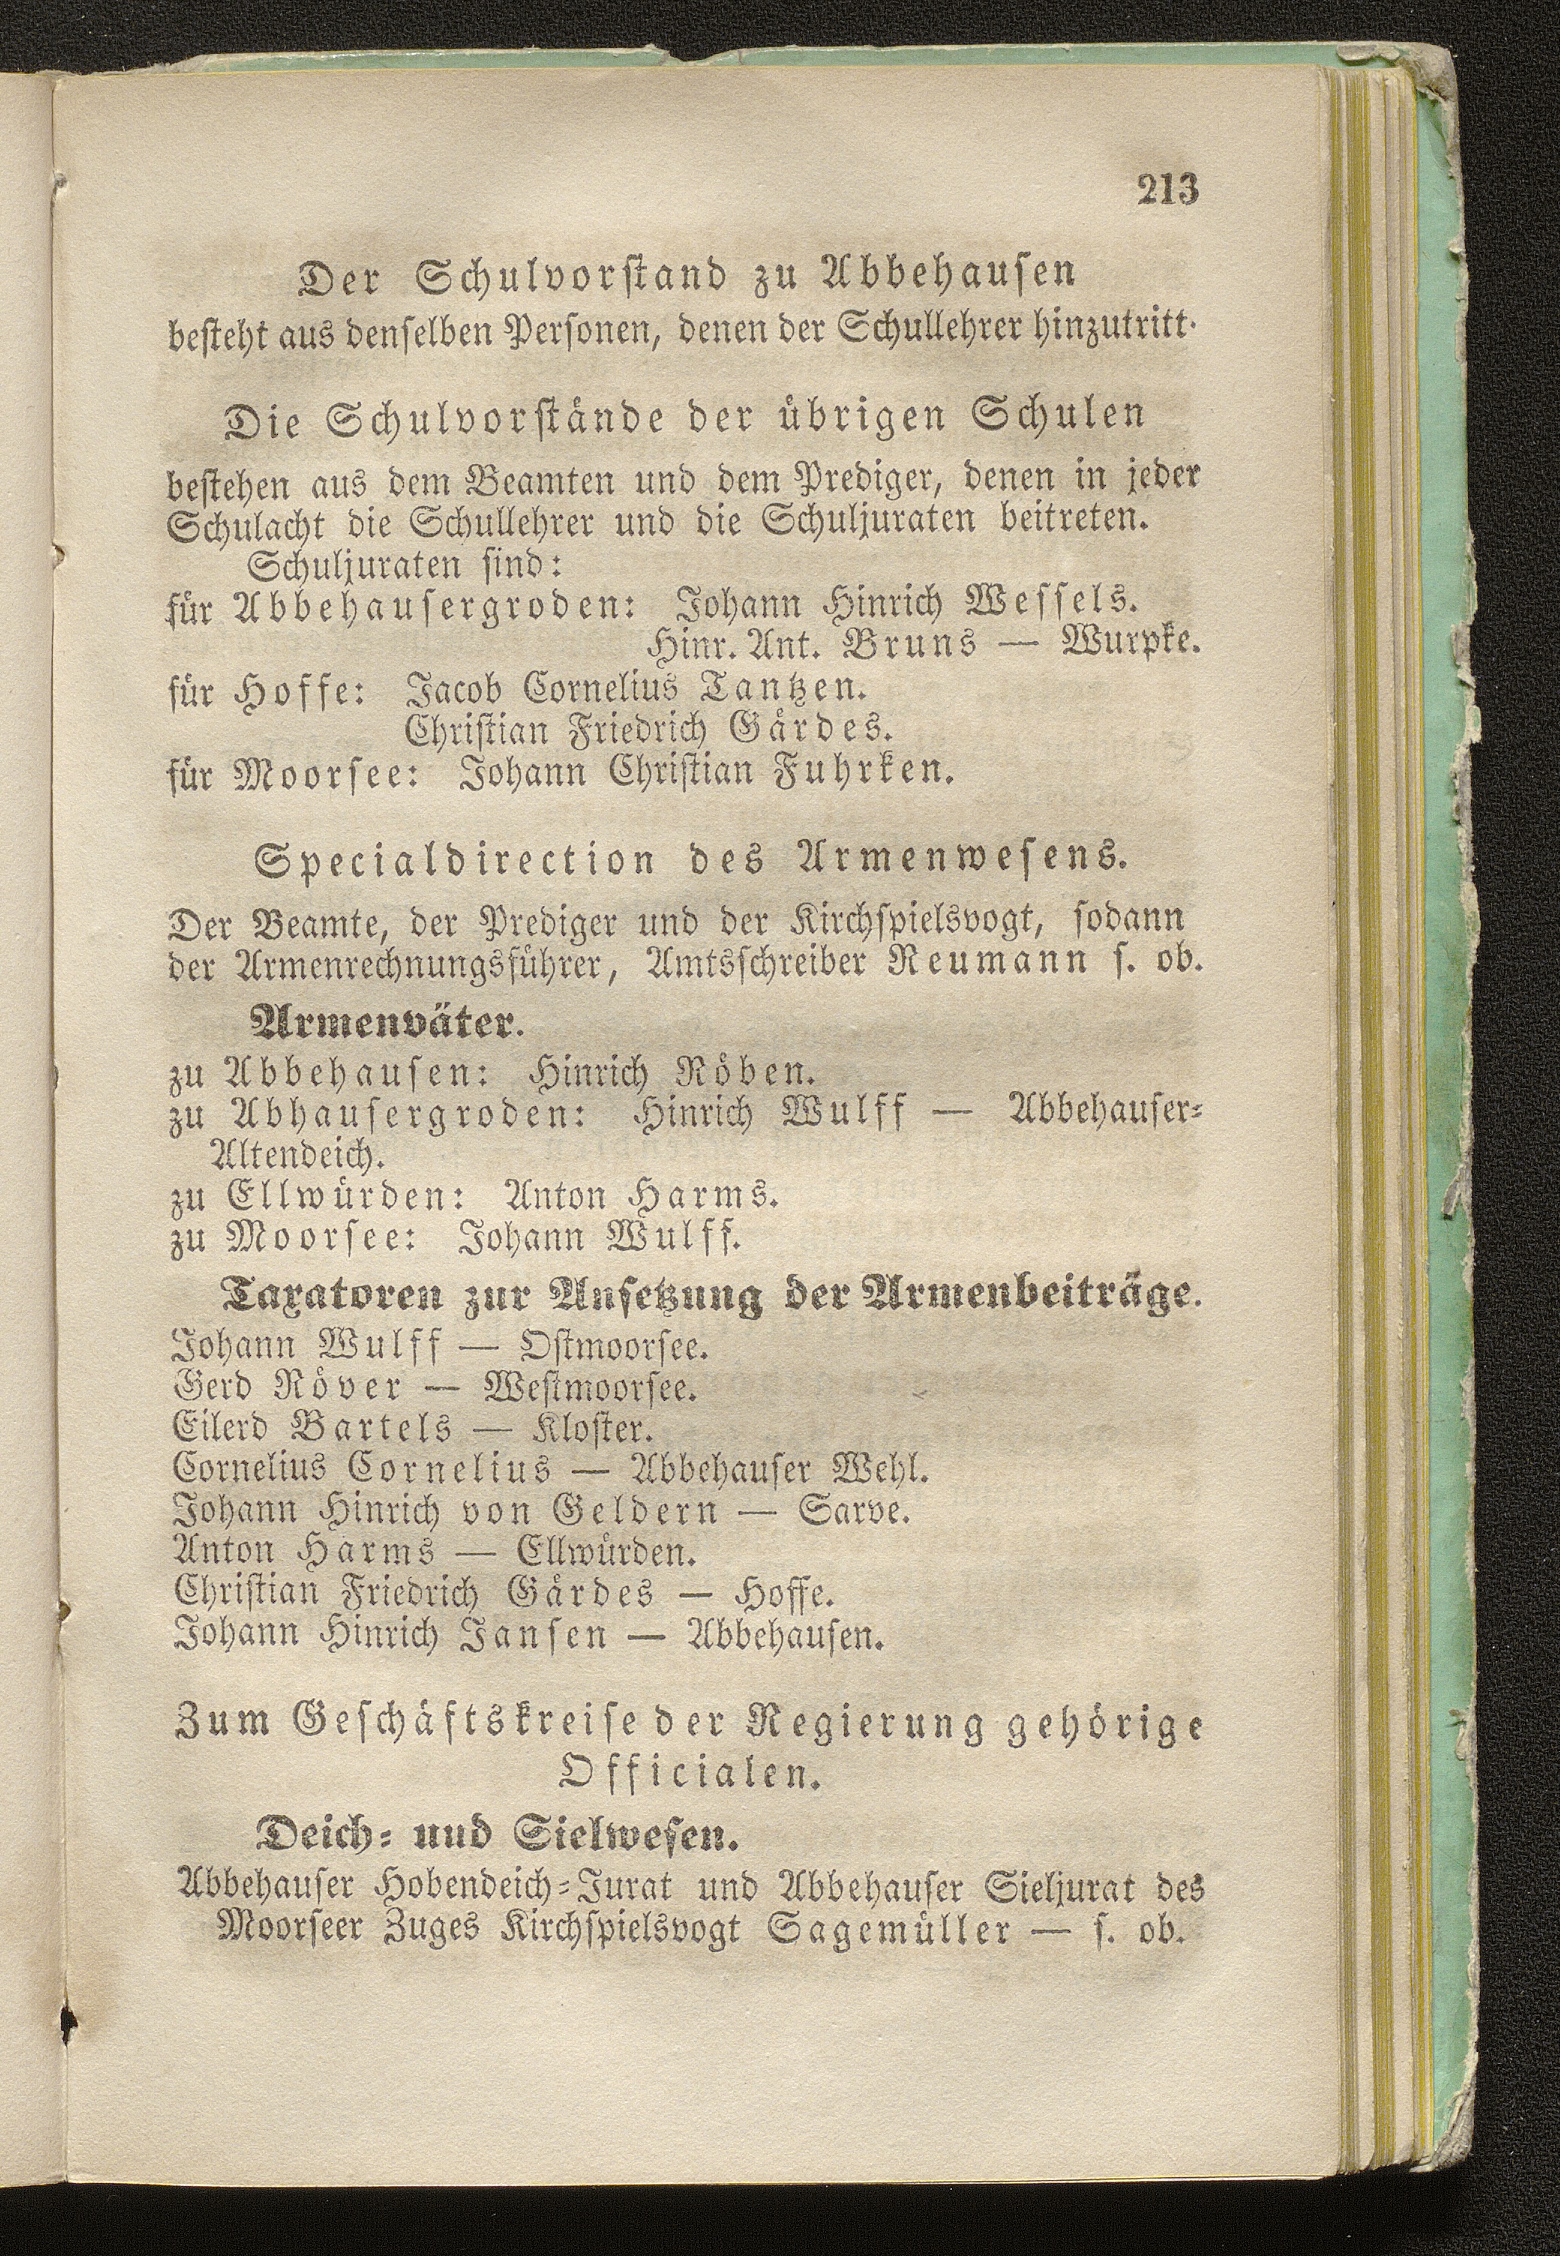 213
Der Schulvorstand zu Abbehausen
besteht aus denselben Personen, denen der Schullehrer hinzutritt.
Die Schulvorstände der übrigen Schulen
bestehen aus dem Beamten und dem Prediger, denen in jeder
Schulacht die Schullehrer und die Schuljuraten beitreten.
Schuljuraten sind:
für Abbehausergroden: Johann Hinrich Wessels.
Hinr. Ant. Bruns — Wurpke.
für Hoffe: Jacob Cornelius Tantzen.
Christian Friedrich Gärdes.
für Moorsee: Johann Christian Fuhrken.
Specialdirection des Armenwesens.
Der Beamte, der Prediger und der Kirchspielsvogt, sodann
der Armenrechnungsführer, Amtsschreiber Neumann s. ob.
Armenväter.
zu Abbehausen: Hinrich Röben.
zu Abhausergroden: Hinrich Wulff — Abbehauser-
Altendeich.
zu Ellwürden: Anton Harms.
zu Moorsee: Johann Wulff.
Taxatoren zur Ansetzung der Armenbeiträge.
Johann Wulff — Ostmoorsee.
Gerd Röver — Westmoorsee.
Eilerd Bartels — Kloster.
Cornelius Cornelius — Abbehauser Wehl.
Johann Hinrich von Geldern — Sarve.
Anton Harms — Ellwürden.
Christian Friedrich Gärdes — Hoffe.
Johann Hinrich Jansen — Abbehausen.
Zum Geschäftskreise der Regierung gehörige
Officialen.
Deich- und Sielwesen.
Abbehauser Hobendeich-Jurat und Abbehauser Sieljurat des
Moorseer Zuges Kirchspielsvogt Sagemüller — s. ob.